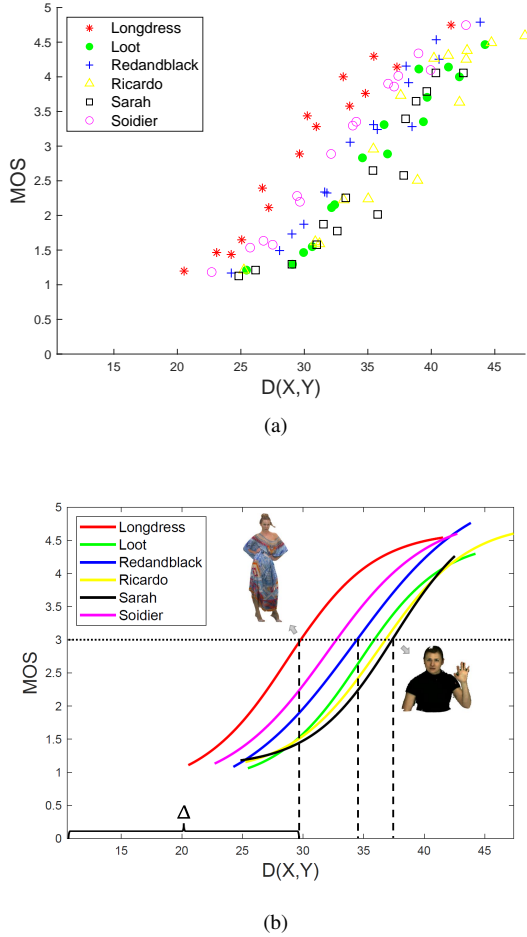 5
4.5
4
3.5
3
2.5
2
1.5
1
0.5
0
MOS
Longdress
Loot
Redandblack
Ricardo
Sarah
Soidier
15 20 25 30 35 40 45
D(X,Y)
(a)
5
4.5
4
3.5
3
2.5
2
1.5
1
0.5
0
MOS
Longdress
Loot
Redandblack
Ricardo
Sarah
Soidier
Δ
15 20 25 30 35 40 45
D(X,Y)
(b)